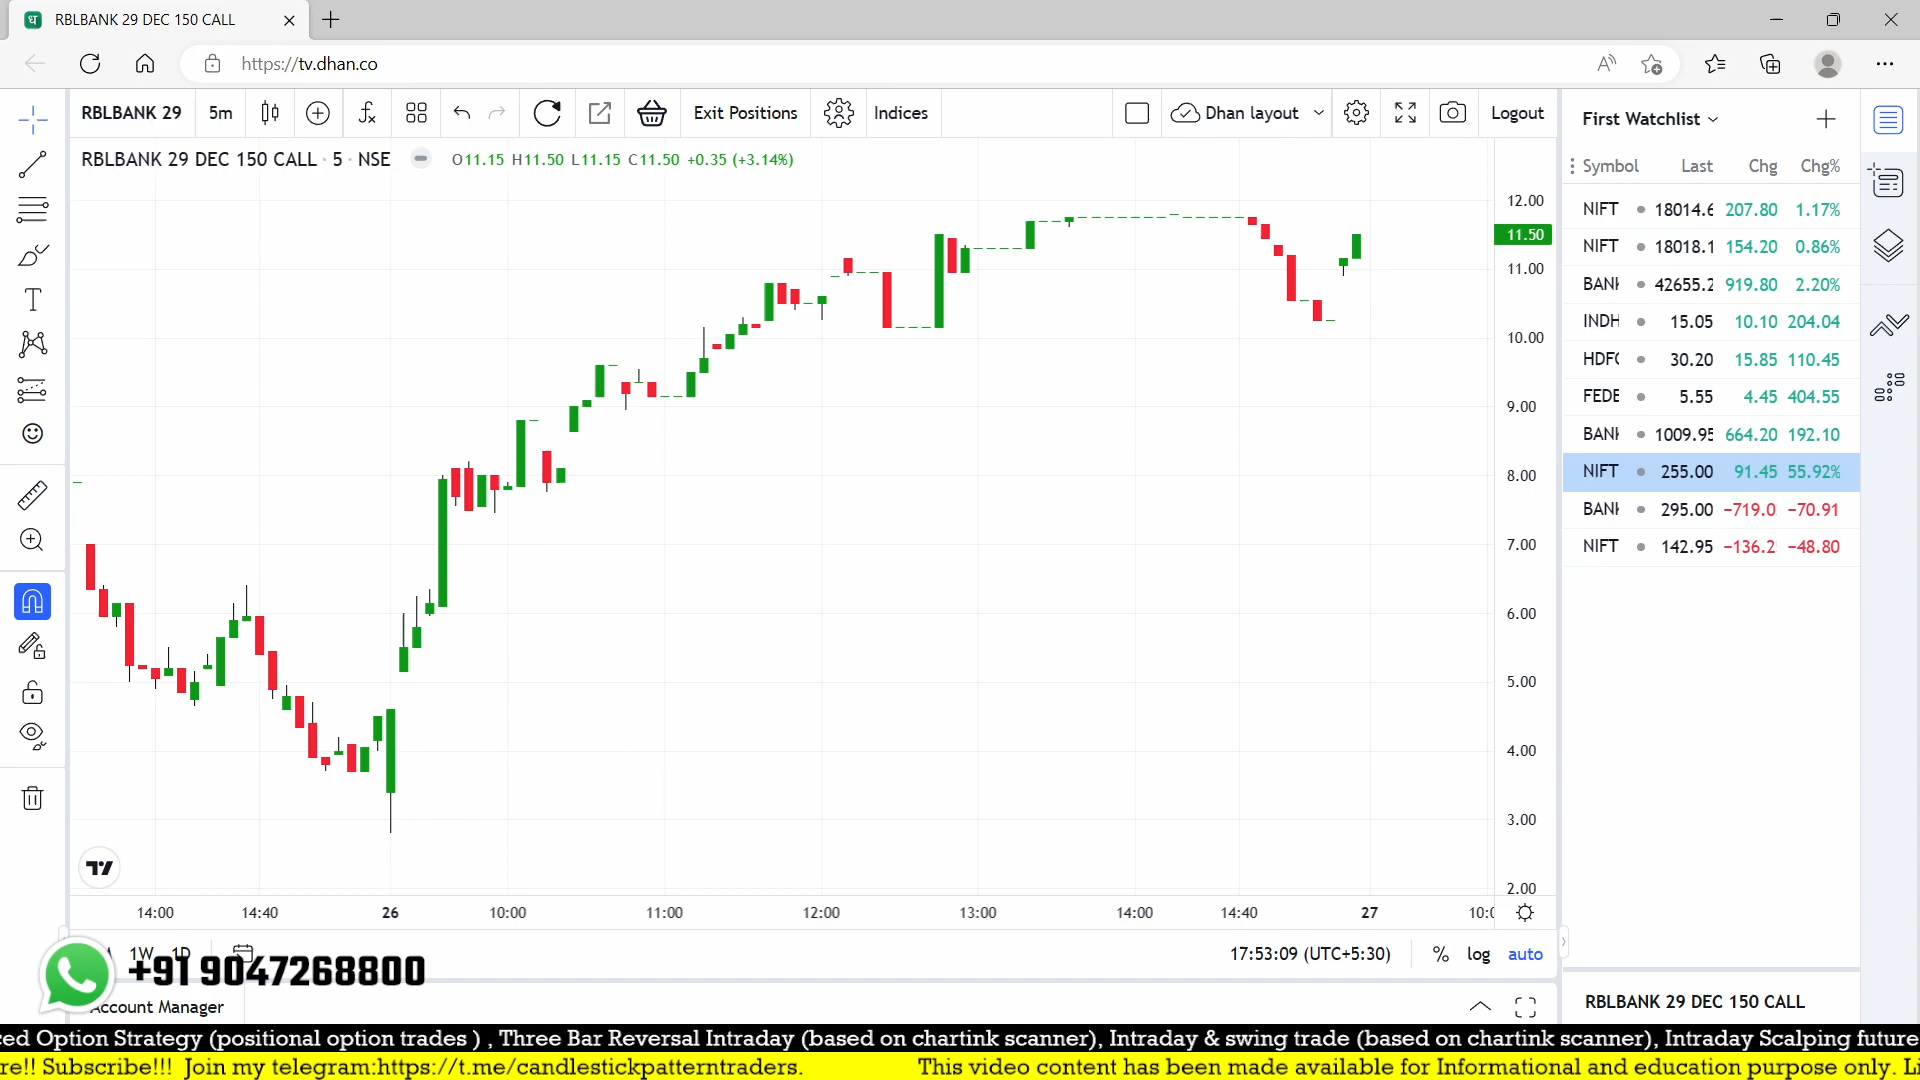 RBLBANK 29 DEC 150 CALL
https://tv.dhan.co
RBLBANK 29
5m
Exit Positions
Indices
Dhan layout
Logout
RBLBANK 29 DEC 150 CALL · 5 · NSE
O11.15 H11.50 L11.15 C11.50 +0.35 (+3.14%)
12.00
11.50
11.00
10.00
9.00
8.00
7.00
6.00
5.00
4.00
3.00
2.00
14:00 14:40 26 10:00 11:00 12:00 13:00 14:00 14:40 27 10:0
1W 1D
17:53:09 (UTC+5:30)
% log auto
+91 9047268800
Account Manager
First Watchlist
Symbol Last Chg Chg%
NIFT 18014.6 207.80 1.17%
NIFT 18018.1 154.20 0.86%
BANK 42655.2 919.80 2.20%
INDH 15.05 10.10 204.04
HDFC 30.20 15.85 110.45
FEDE 5.55 4.45 404.55
BANK 1009.95 664.20 192.10
NIFT 255.00 91.45 55.92%
BANK 295.00 −719.0 −70.91
NIFT 142.95 −136.2 −48.80
RBLBANK 29 DEC 150 CALL
ced Option Strategy (positional option trades ) , Three Bar Reversal Intraday (based on chartink scanner), Intraday & swing trade (based on chartink scanner), Intraday Scalping future
re!! Subscribe!!! Join my telegram:https://t.me/candlestickpatterntraders. This video content has been made available for Informational and education purpose only. Li